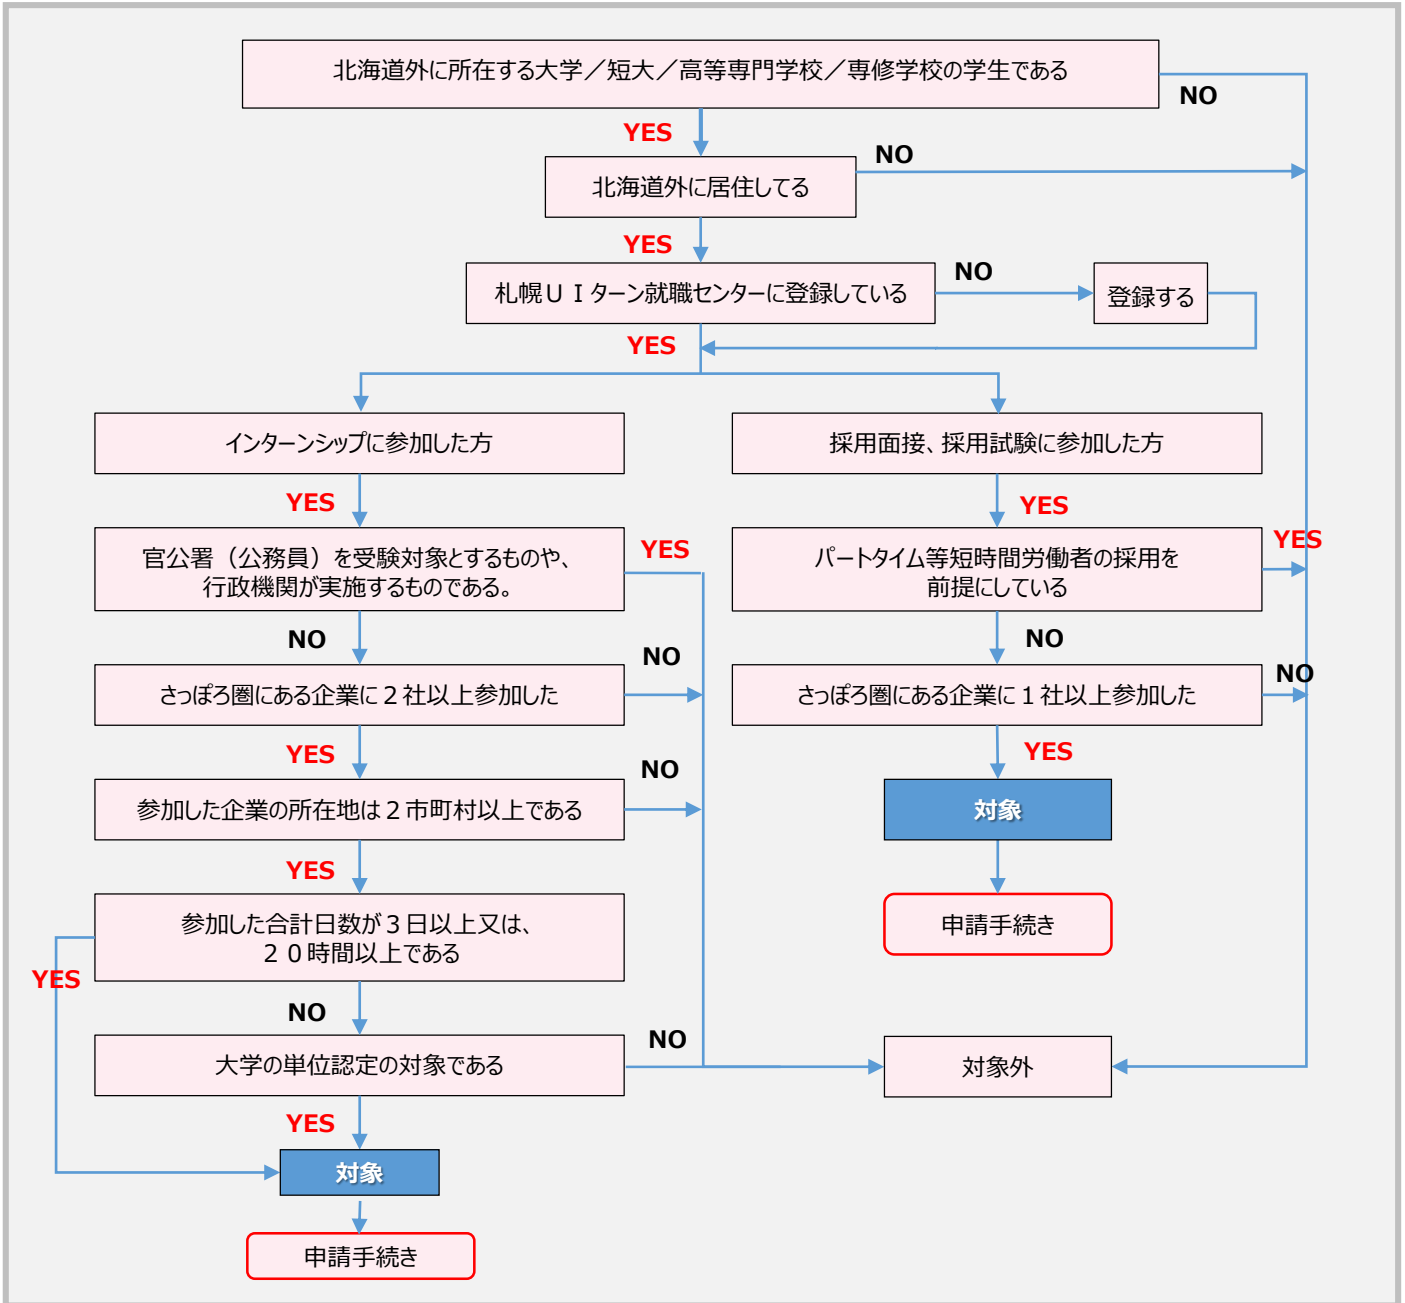 北海道外に所在する大学／短大／高等専門学校／専修学校の学生である
NO
YES
北海道外に居住してる
NO
YES
札幌ＵＩターン就職センターに登録している
NO
登録する
YES
インターンシップに参加した方
採用面接、採用試験に参加した方
YES
YES
官公署（公務員）を受験対象とするものや、
行政機関が実施するものである。
YES
パートタイム等短時間労働者の採用を
前提にしている
YES
NO
NO
さっぽろ圏にある企業に２社以上参加した
NO
さっぽろ圏にある企業に１社以上参加した
NO
YES
YES
参加した企業の所在地は２市町村以上である
NO
対象
YES
参加した合計日数が３日以上又は、
２０時間以上である
申請手続き
YES
NO
大学の単位認定の対象である
NO
対象外
YES
対象
申請手続き